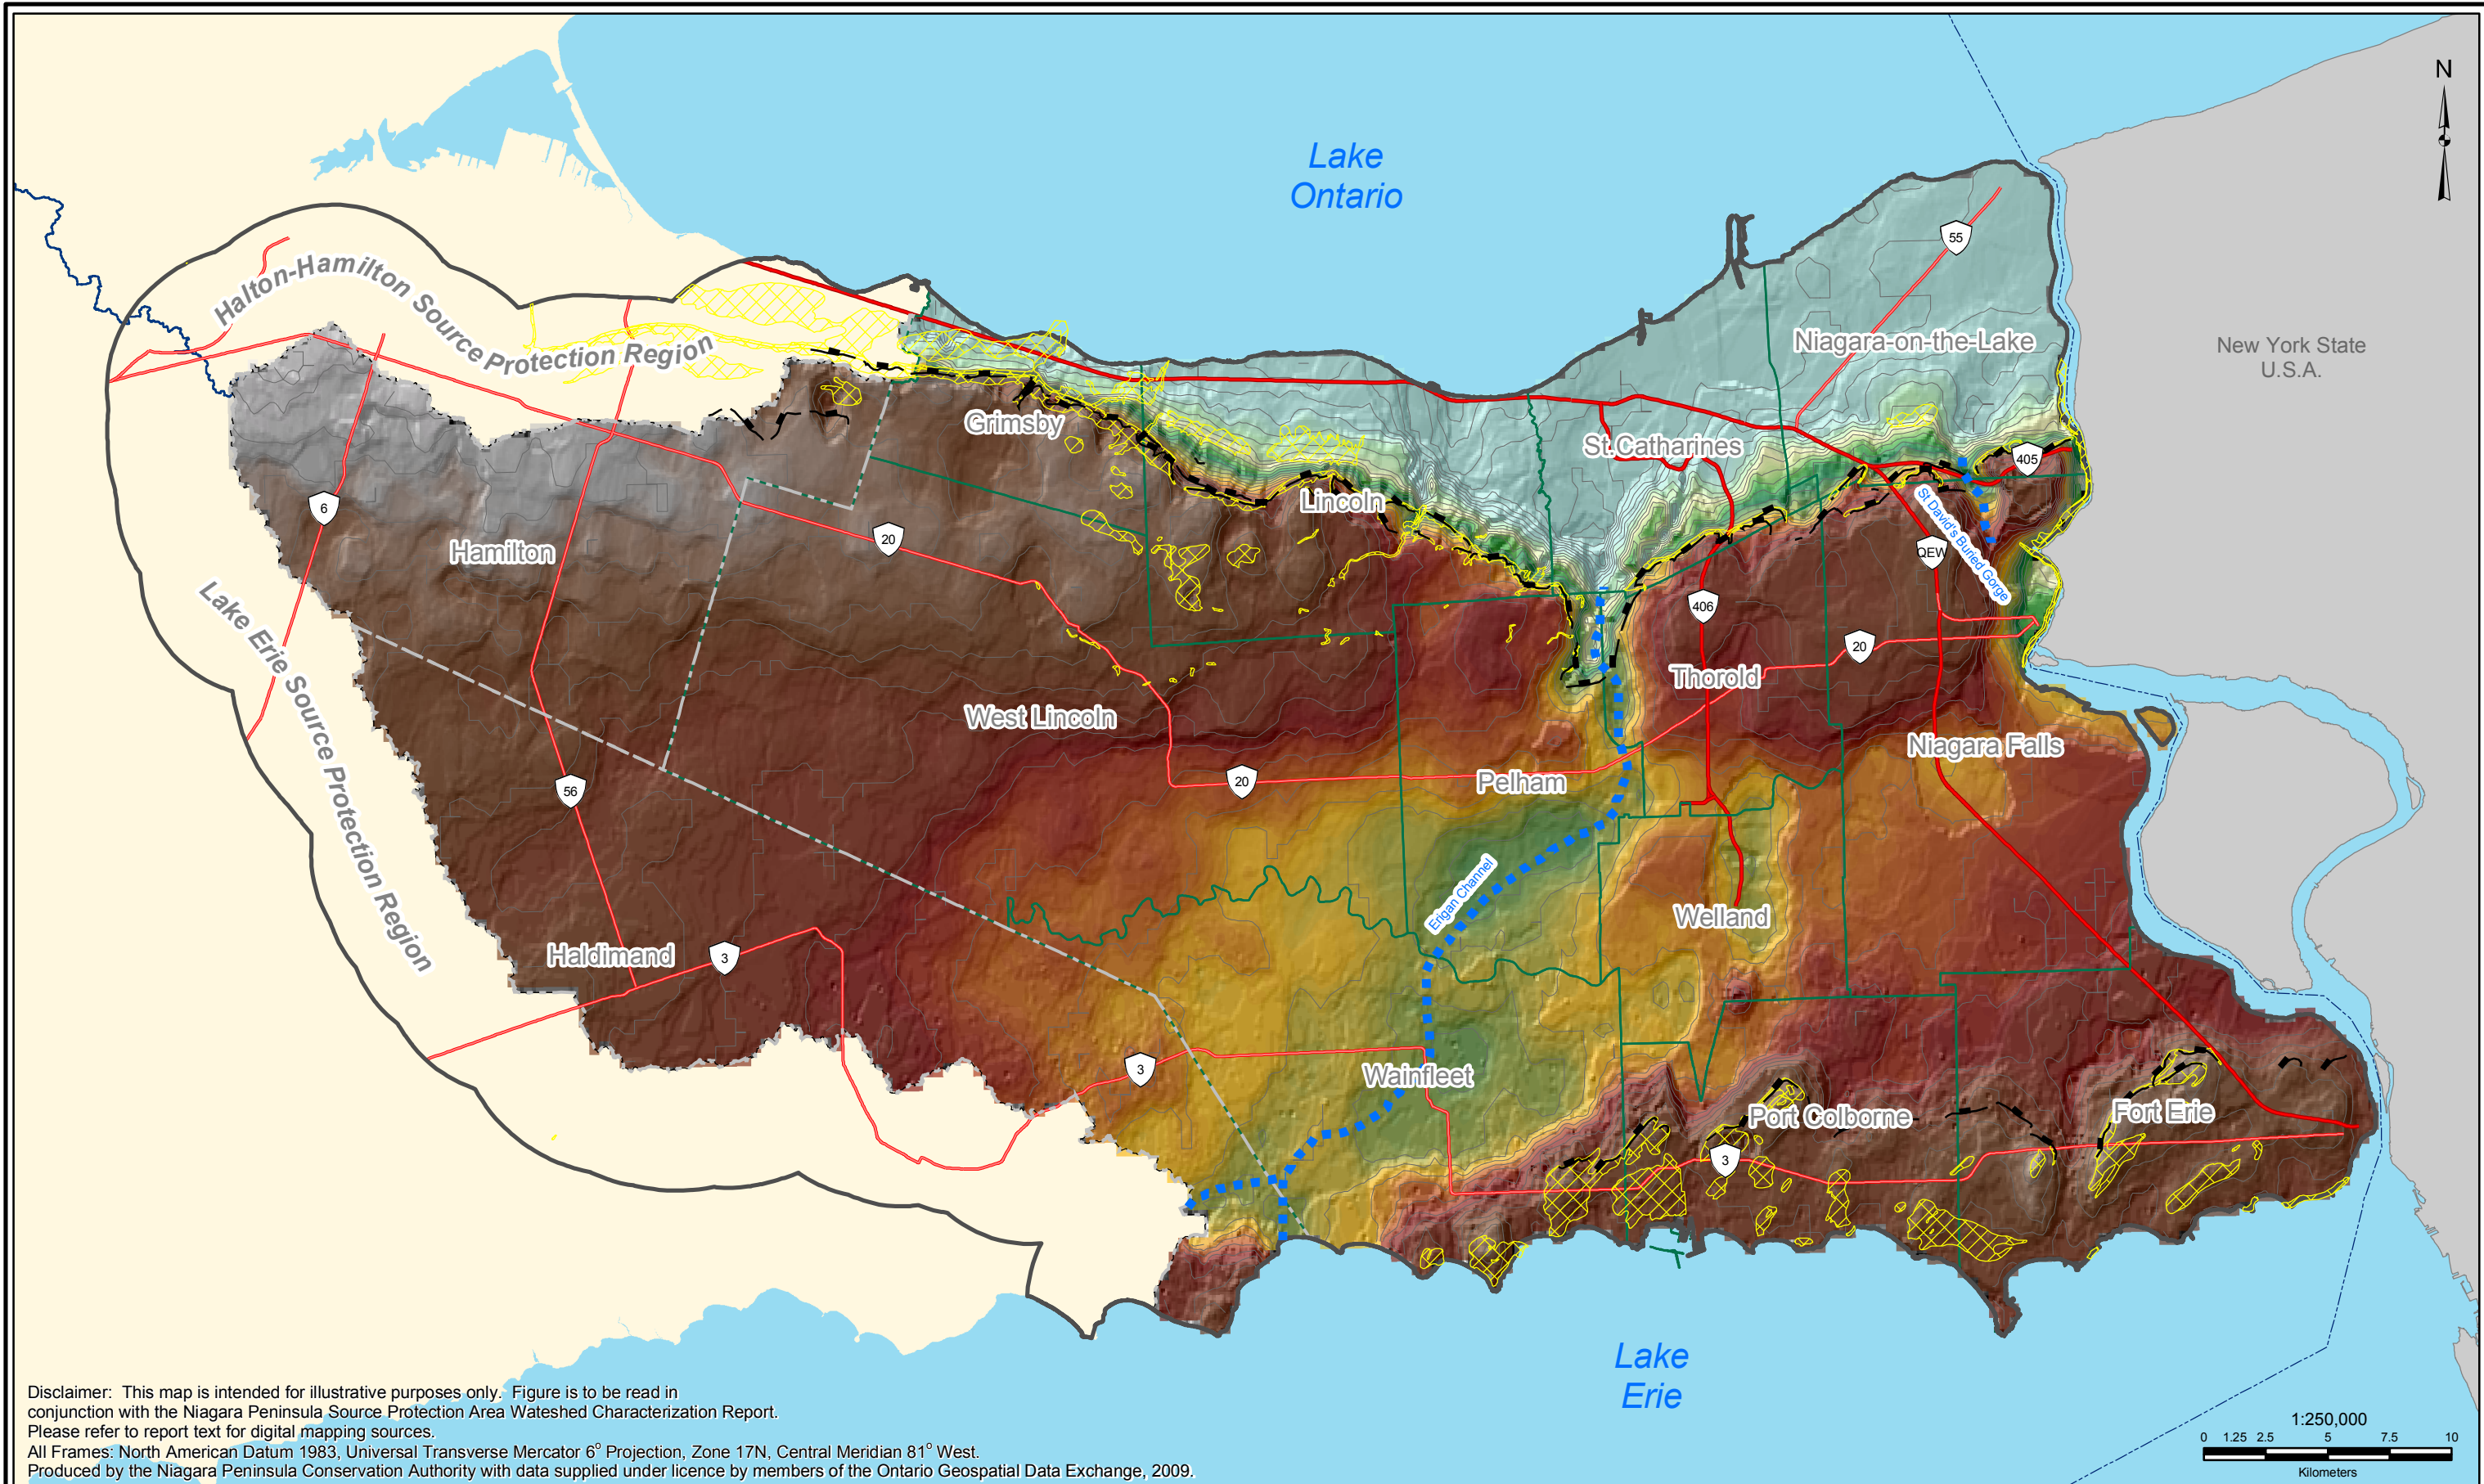 N
Lake
Ontario
55
New York State
U.S.A.
Niagara-on-the-Lake
Halton-Hamilton Source Protection Region
Grimsby
St.Catharines
405
Lincoln
6
St David's Buried Gorge
20
Hamilton
QEW
406
20
Lake Erie Source Protection Region
Thorold
West Lincoln
Niagara Falls
20
Pelham
56
Erigan Channel
Welland
Haldimand
3
3
Wainfleet
Port Colborne
Fort Erie
3
Lake
Erie
Disclaimer: This map is intended for illustrative purposes only. Figure is to be read in
conjunction with the Niagara Peninsula Source Protection Area Wateshed Characterization Report.
Please refer to report text for digital mapping sources.
All Frames: North American Datum 1983, Universal Transverse Mercator 6° Projection, Zone 17N, Central Meridian 81° West.
Produced by the Niagara Peninsula Conservation Authority with data supplied under licence by members of the Ontario Geospatial Data Exchange, 2009.
1:250,000
0 1.25 2.5 5 7.5 10
Kilometers